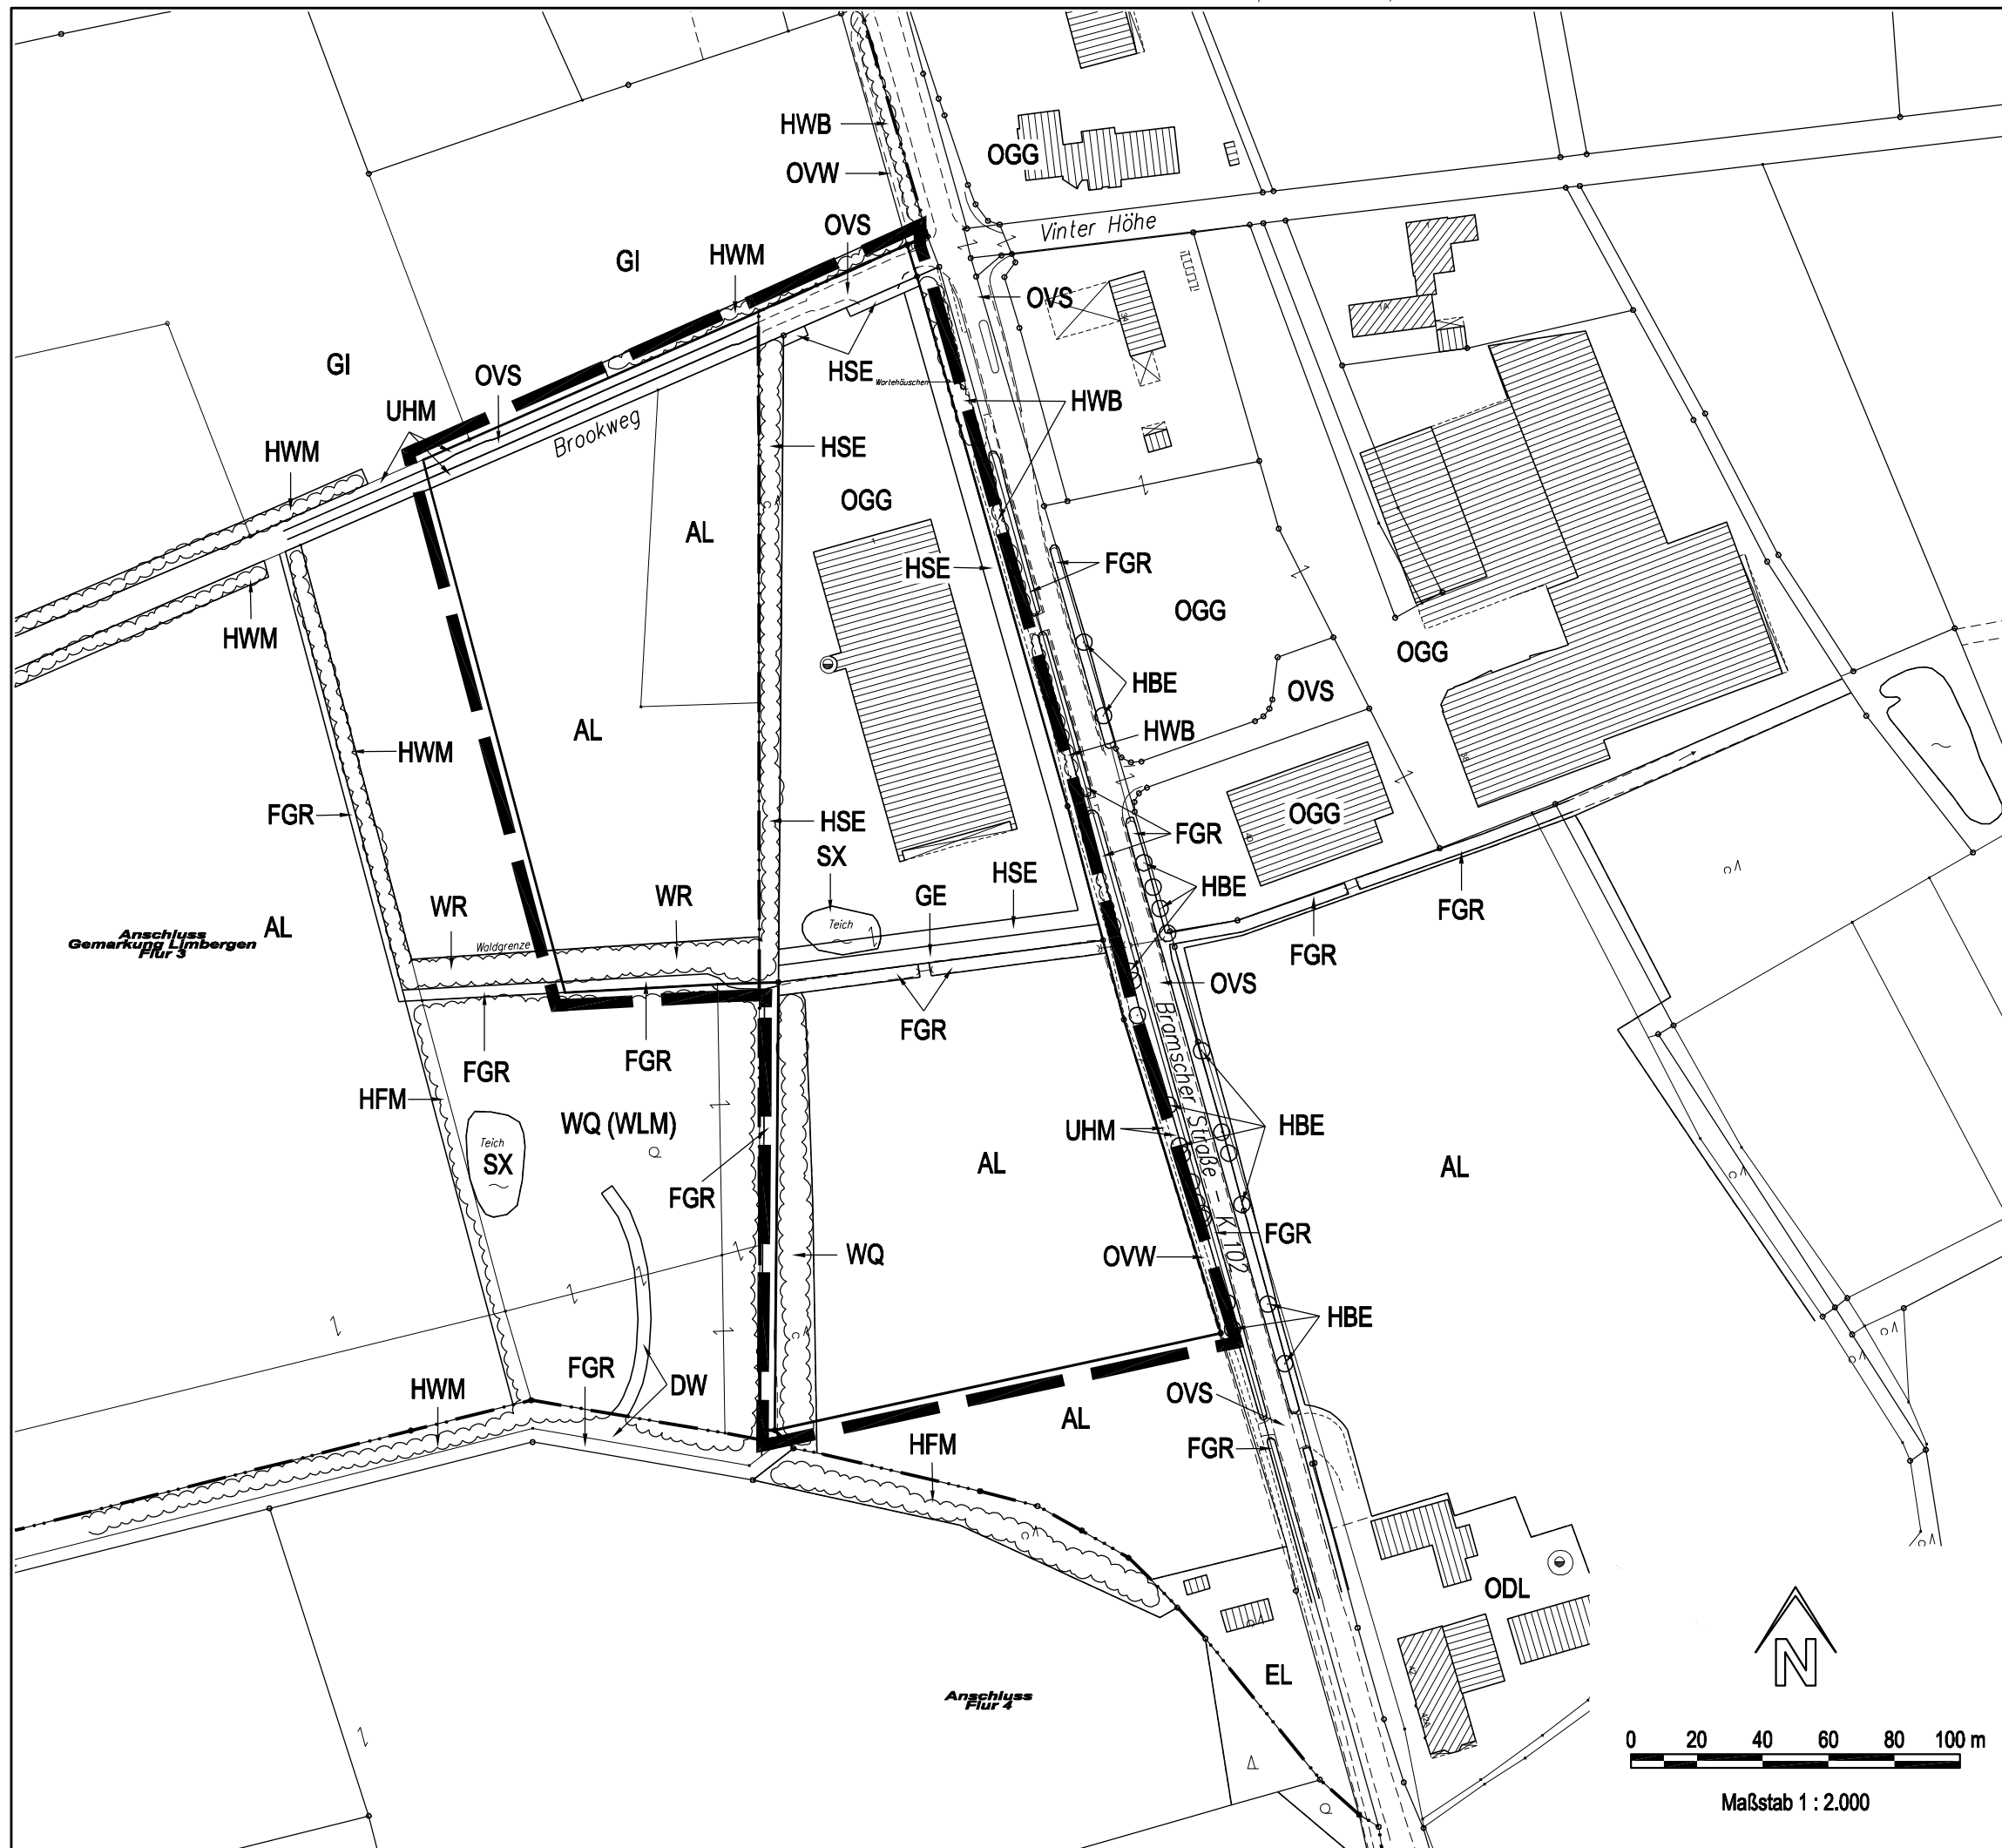 HWB
OGG
OVW
Vinter Höhe
OVS
HWM
GI
OVS
GI
OVS
HSE
Wartehäuschen
UHM
HWB
Brookweg
HWM
HSE
OGG
AL
FGR
HSE
OGG
HWM
OGG
HBE
OVS
AL
HWB
HWM
FGR
HSE
FGR
OGG
SX
HSE
HBE
WR
WR
GE
FGR
AL
Teich
Anschluss
Gemarkung Limbergen
Flur 3
Waldgrenze
FGR
OVS
FGR
FGR
FGR
HFM
WQ (WLM)
Bramscher Straße - K 102
UHM
HBE
Teich
SX
AL
AL
FGR
FGR
WQ
OVW
HBE
FGR
DW
HWM
OVS
AL
HFM
FGR
ODL
EL
Anschluss
Flur 4
N
0 20 40 60 80 100 m
Maßstab 1 : 2.000